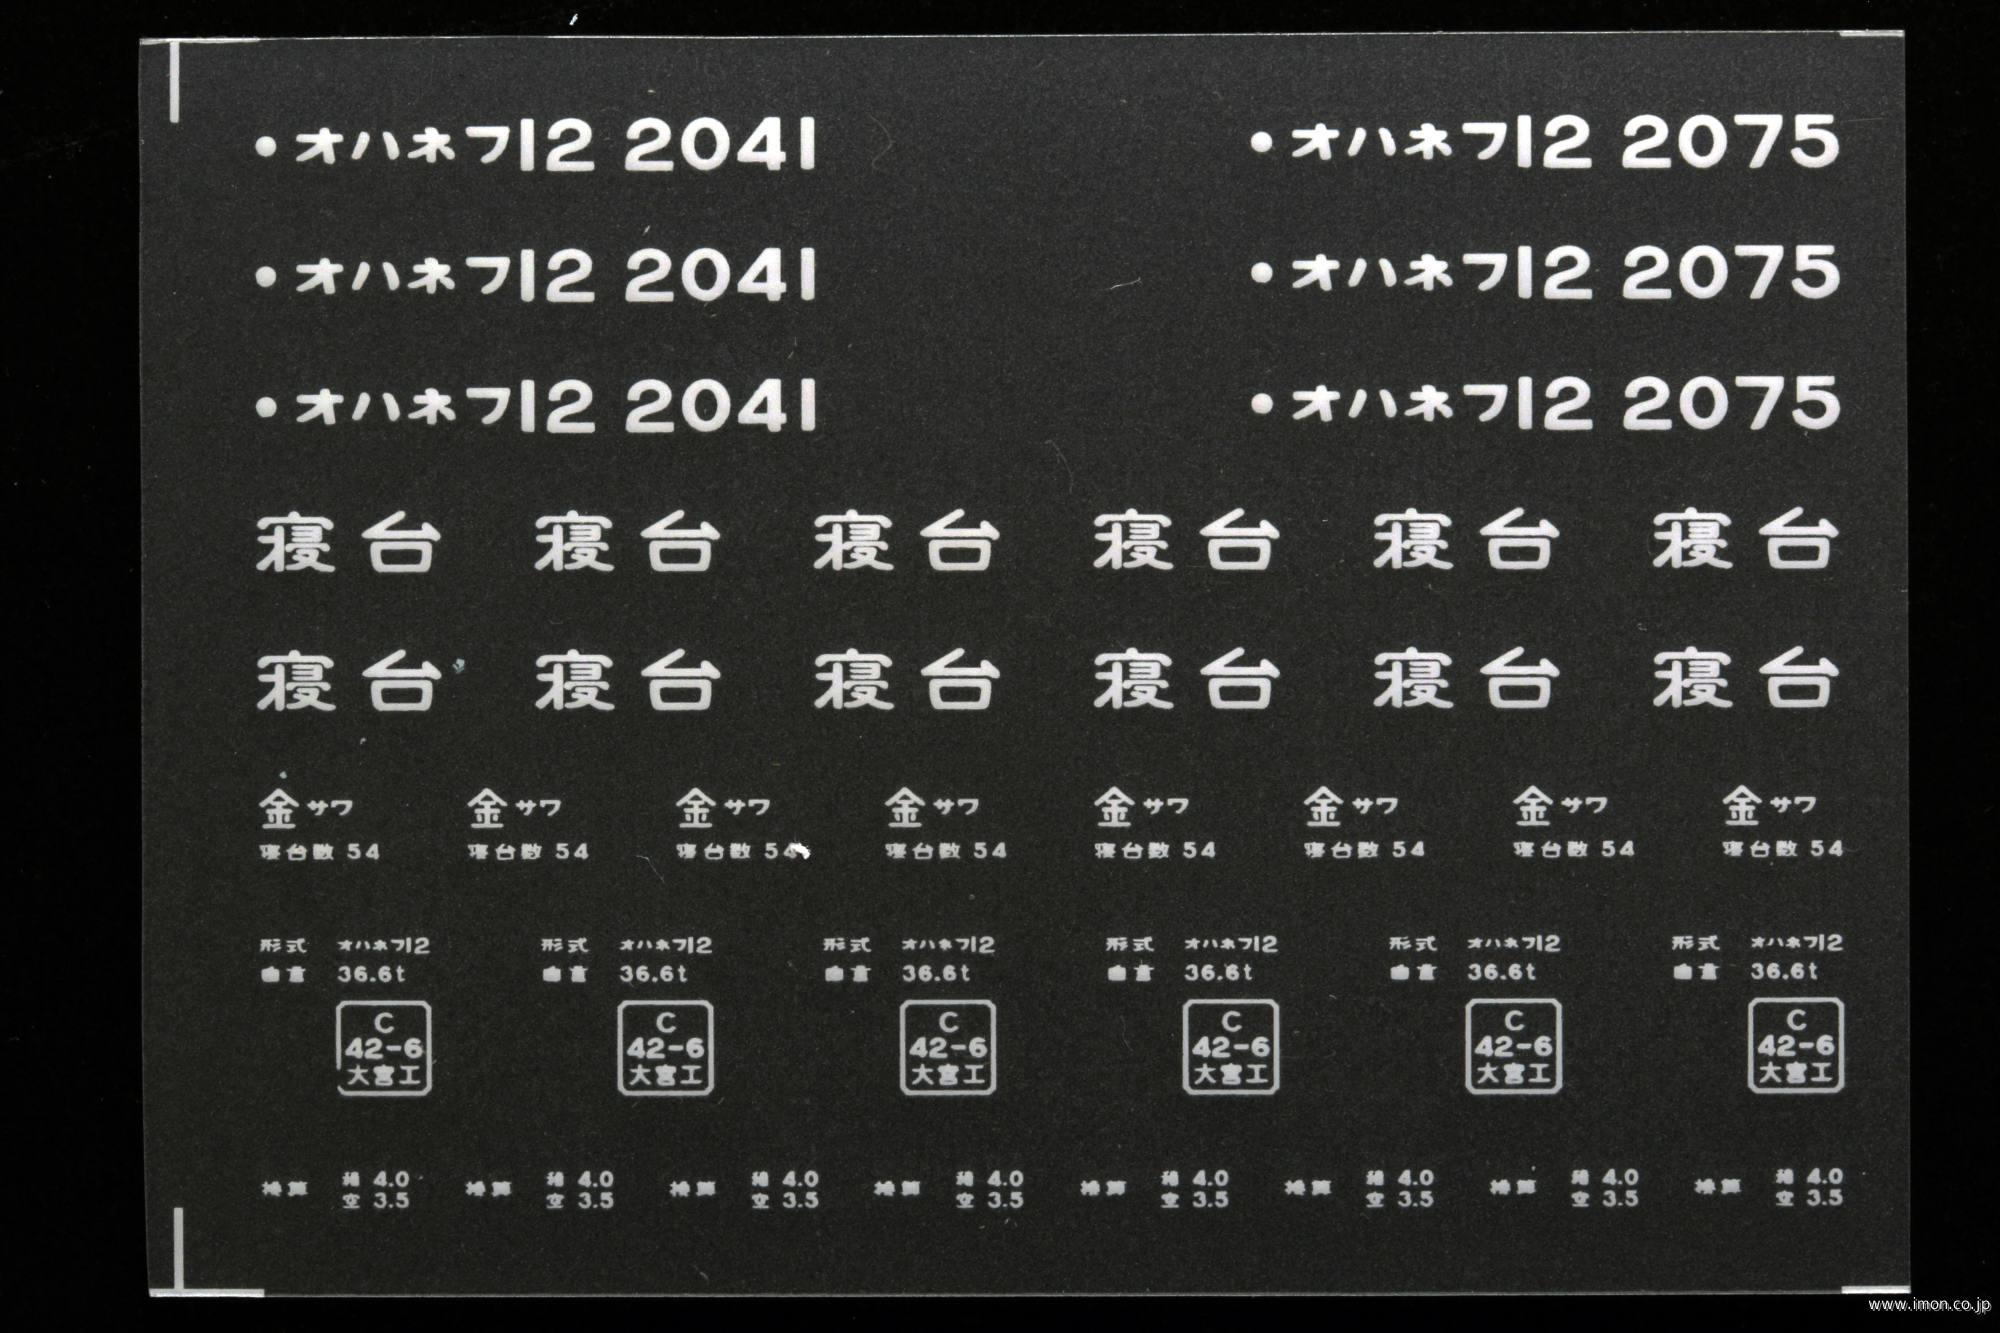 • オハネフ12 2041 • オハネフ12 2075
• オハネフ12 2041 • オハネフ12 2075
• オハネフ12 2041 • オハネフ12 2075
寝台 寝台 寝台 寝台 寝台 寝台
寝台 寝台 寝台 寝台 寝台 寝台
金サワ 金サワ 金サワ 金サワ 金サワ 金サワ 金サワ 金サワ
寝台数 54 寝台数 54 寝台数 54 寝台数 54 寝台数 54 寝台数 54 寝台数 54 寝台数 54
形式 オハネフ12 形式 オハネフ12 形式 オハネフ12 形式 オハネフ12 形式 オハネフ12 形式 オハネフ12
自重 36.6t 自重 36.6t 自重 36.6t 自重 36.6t 自重 36.6t 自重 36.6t
C C C C C C
42-6 42-6 42-6 42-6 42-6 42-6
大宮工 大宮工 大宮工 大宮工 大宮工 大宮工
換算 積 4.0 換算 積 4.0 換算 積 4.0 換算 積 4.0 換算 積 4.0 換算 積 4.0 換算 積 4.0 換算 積 4.0
空 3.5 空 3.5 空 3.5 空 3.5 空 3.5 空 3.5 空 3.5 空 3.5
www.imon.co.jp